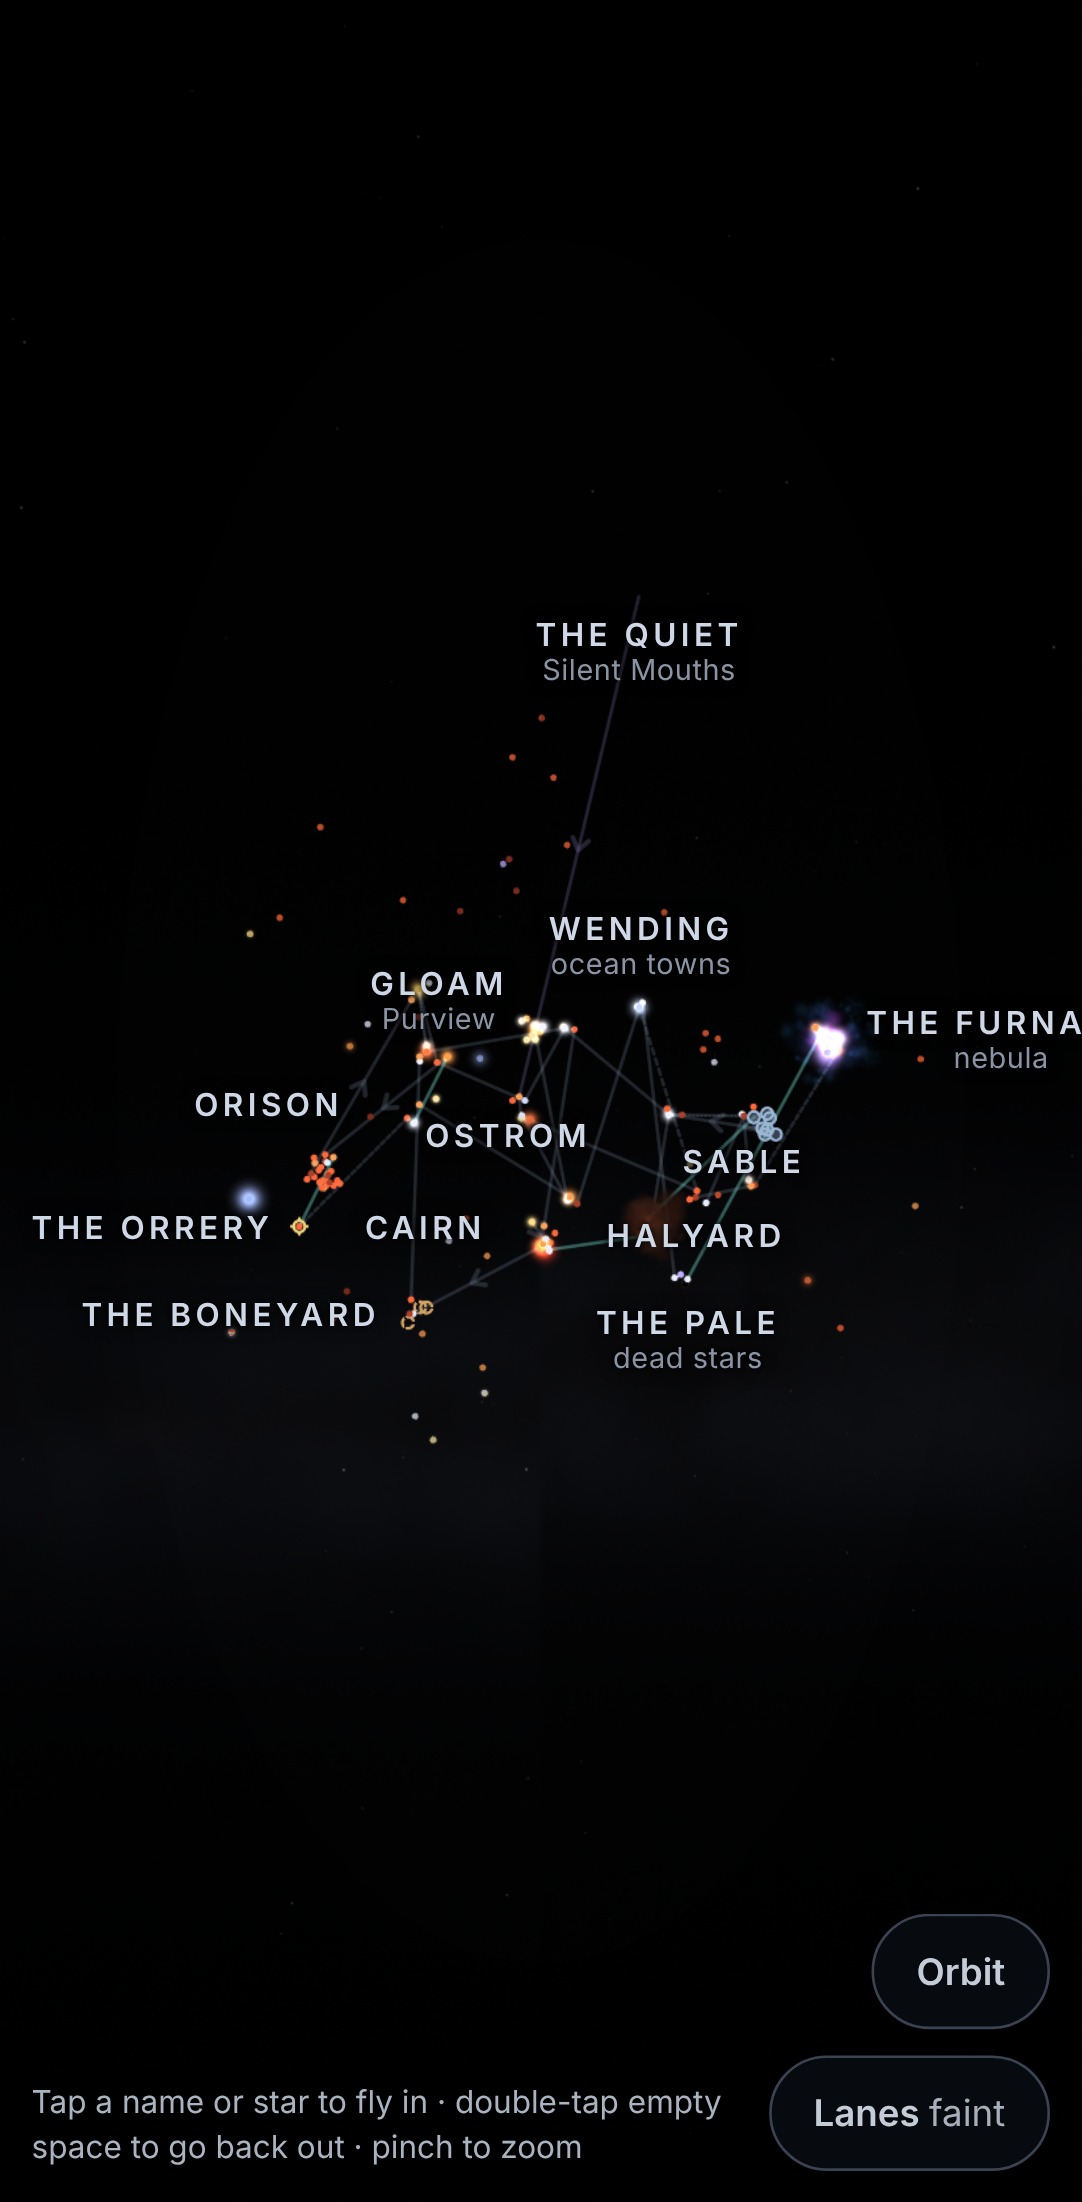 THE QUIET
Silent Mouths
WENDING
ocean towns
GLOAM
Purview
THE FURNA
nebula
ORISON
OSTROM
SABLE
THE ORRERY
CAIRN
HALYARD
THE BONEYARD
THE PALE
dead stars
Orbit
Tap a name or star to fly in · double-tap empty
space to go back out · pinch to zoom
Lanes faint